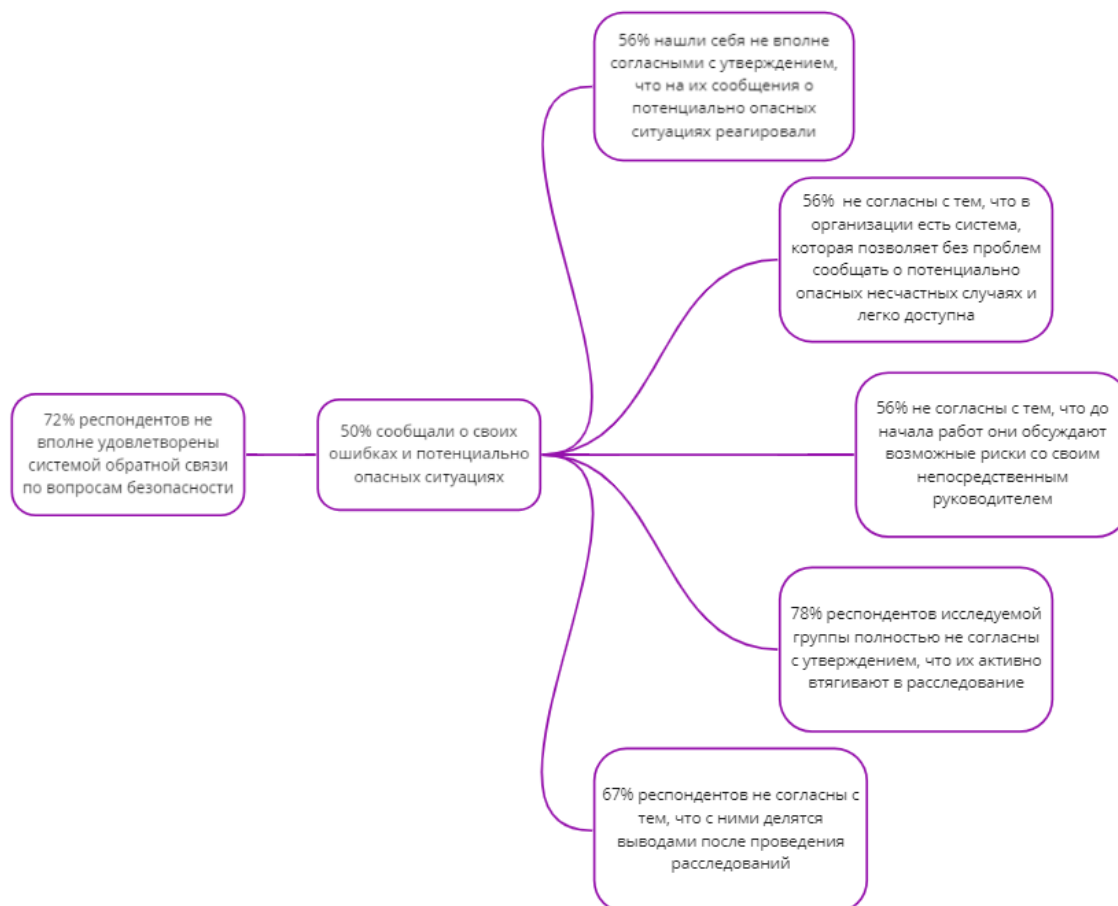 56% нашли себя не вполне
согласными с утверждением,
что на их сообщения о
потенциально опасных
ситуациях реагировали
56% не согласны с тем, что в
организации есть система,
которая позволяет без проблем
сообщать о потенциально
опасных несчастных случаях и
легко доступна
72% респондентов не
вполне удовлетворены
системой обратной связи
по вопросам безопасности
50% сообщали о своих
ошибках и потенциально
опасных ситуациях
56% не согласны с тем, что до
начала работ они обсуждают
возможные риски со своим
непосредственным
руководителем
78% респондентов исследуемой
группы полностью не согласны
с утверждением, что их активно
втягивают в расследование
67% респондентов не согласны с
тем, что с ними делятся
выводами после проведения
расследований